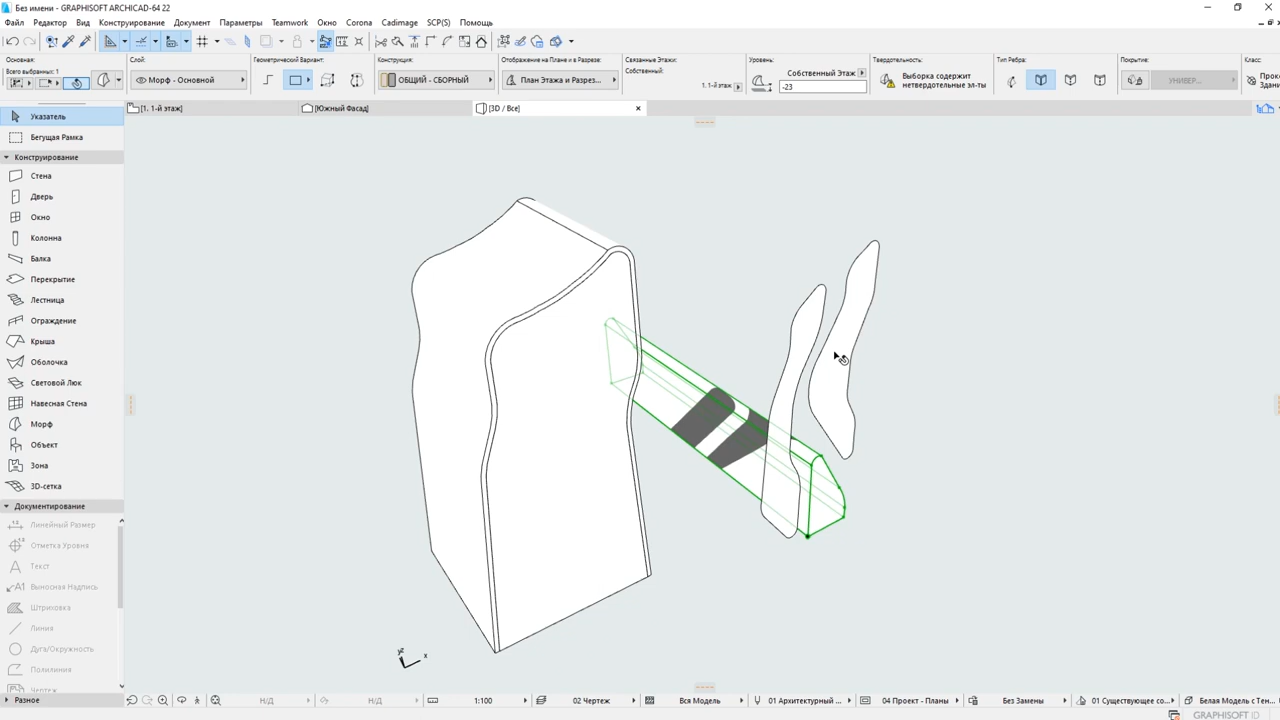 Без имени - GRAPHISOFT ARCHICAD-64 22
Файл Редактор Вид Конструирование Документ Параметры Teamwork Окно Corona Cadimage SCP(S) Помощь
Основная:
Всего выбранных: 1
Слой:
Морф - Основной
Геометрический Вариант:
Конструкция:
ОБЩИЙ - СБОРНЫЙ
Отображение на Плане и в Разрезе:
План Этажа и Разрез...
Связанные Этажи:
Собственный:
1. 1-й этаж
Уровень:
Собственный Этаж
-23
Твердотельность:
Выборка содержит
нетвердотельные эл-ты
Тип Ребра:
Покрытие:
УНИВЕР...
Класс:
Проек
Здани
[1. 1-й этаж]
[Южный Фасад]
[3D / Все]
Указатель
Бегущая Рамка
Конструирование
Стена
Дверь
Окно
Колонна
Балка
Перекрытие
Лестница
Ограждение
Крыша
Оболочка
Световой Люк
Навесная Стена
Морф
Объект
Зона
3D-сетка
Документирование
Линейный Размер
Отметка Уровня
Текст
A1 Выносная Надпись
Штриховка
Линия
Дуга/Окружность
Полилиния
Чертеж
Разное
yz
x
Н/Д
Н/Д
1:100
02 Чертеж
Вся Модель
01 Архитектурный ...
04 Проект - Планы
Без Замены
01 Существующее со...
Белая Модель с Тен...
GRAPHISOFT ID